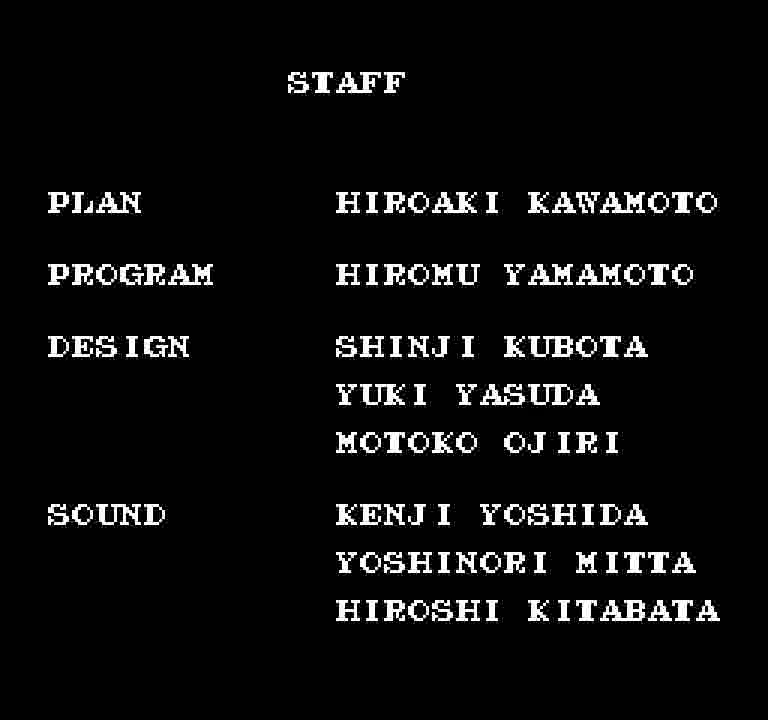 STAFF
PLAN HIROAKI KAWAMOTO
PROGRAM HIROMU YAMAMOTO
DESIGN SHINJI KUBOTA
YUKI YASUDA
MOTOKO OJIRI
SOUND KENJI YOSHIDA
YOSHINORI MITTA
HIROSHI KITABATA